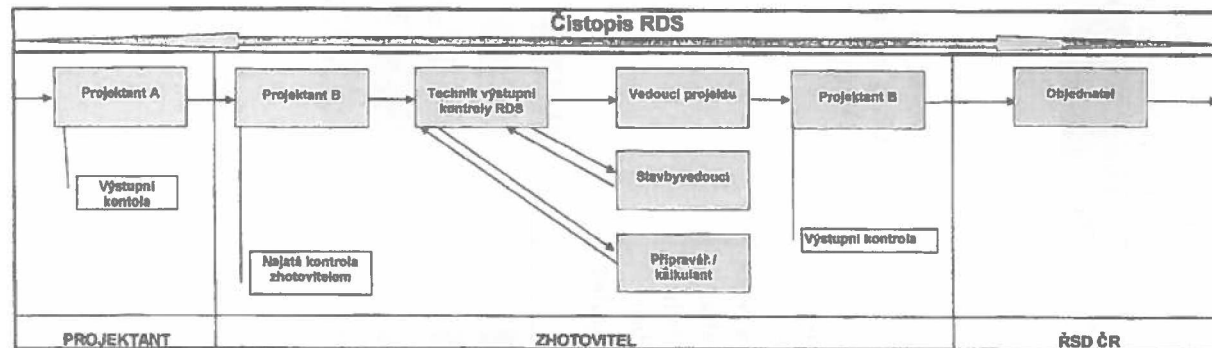 Čistopis RDS
Projektant A
Projektant B
Technik výstupní
kontroly RDS
Vedoucí projektu
Projektant B
Objednatel
Stavbyvedoucí
Výstupní
kontola
Přípravář /
kalkulant
Výstupní kontrola
Najatá kontrola
zhotovitelem
PROJEKTANT
ZHOTOVITEL
ŘSD ČR